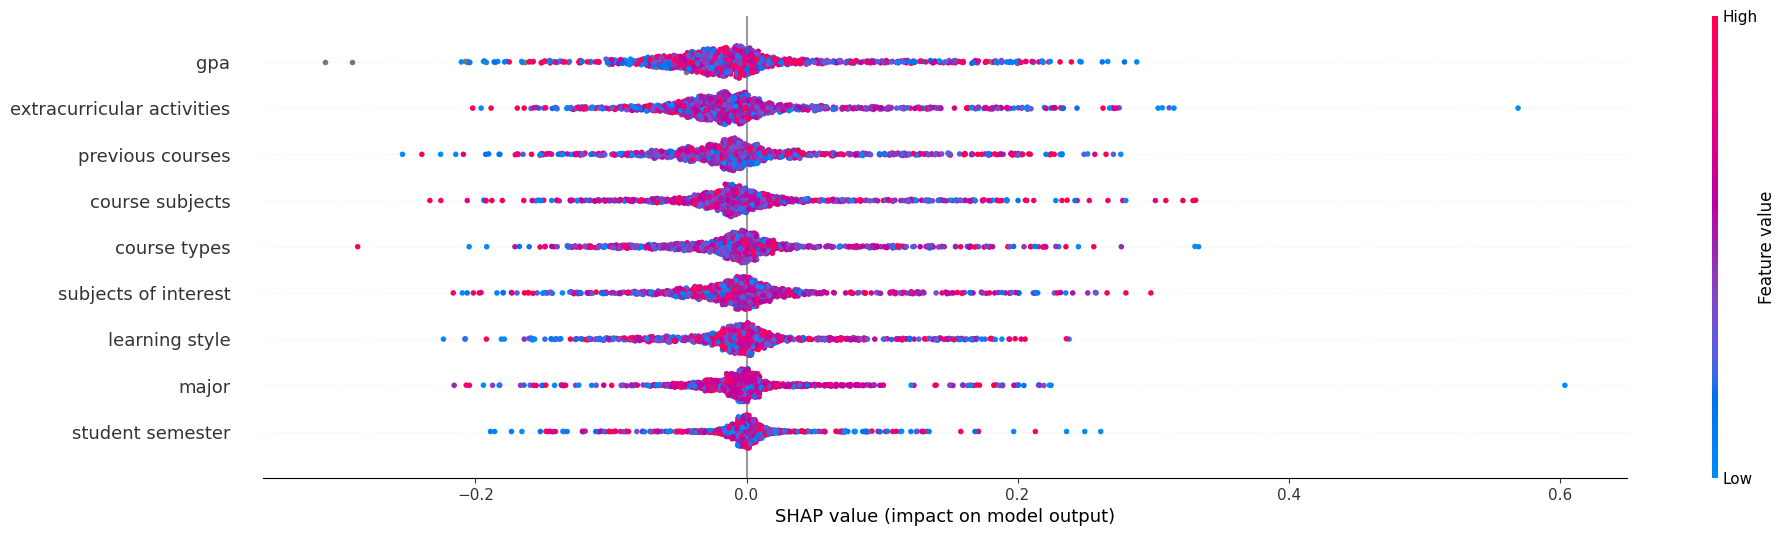 High
gpa
extracurricular activities
previous courses
course subjects
course types
subjects of interest
learning style
major
student semester
Feature value
Low
−0.2 0.0 0.2 0.4 0.6
SHAP value (impact on model output)